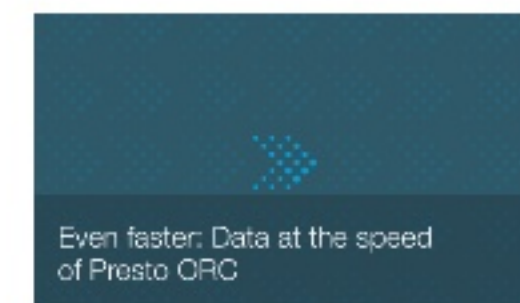 Even faster: Data at the speed
of Presto ORC